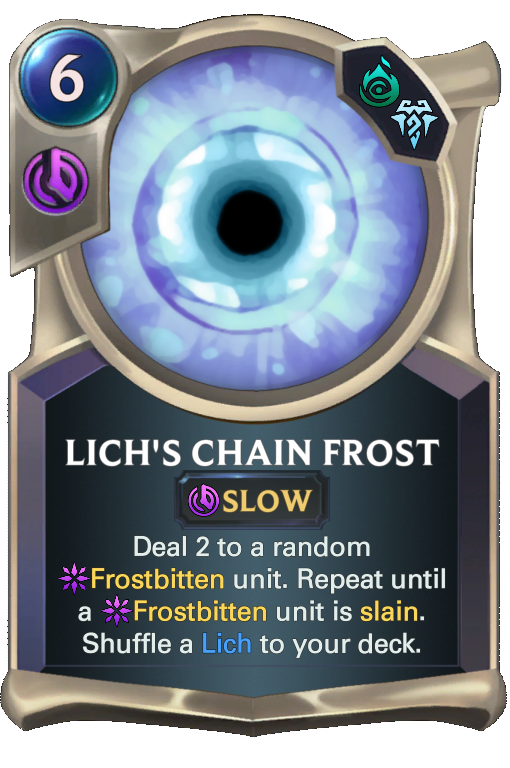 6
LICH'S CHAIN FROST
SLOW
Deal 2 to a random
Frostbitten unit. Repeat until
a Frostbitten unit is slain.
Shuffle a Lich to your deck.